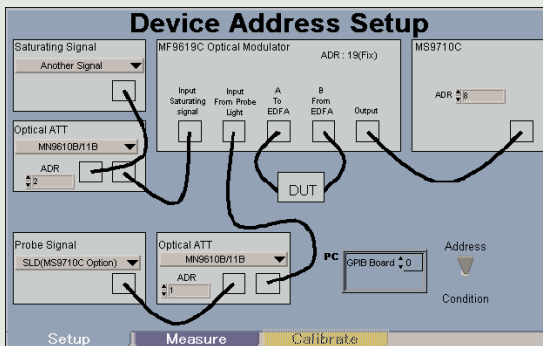 Device Address Setup
Saturating Signal
Another Signal
MF9619C Optical Modulator
ADR : 19(Fix)
MS9710C
ADR 8
Input Saturating signal
Input From Probe Light
A To EDFA
B From EDFA
Output
Optical ATT
MN9610B/11B
ADR
2
DUT
Probe Signal
SLD(MS9710C Option)
Optical ATT
MN9610B/11B
ADR
1
PC
GPIB Board 0
Address
Condition
Setup
Measure
Calibrate